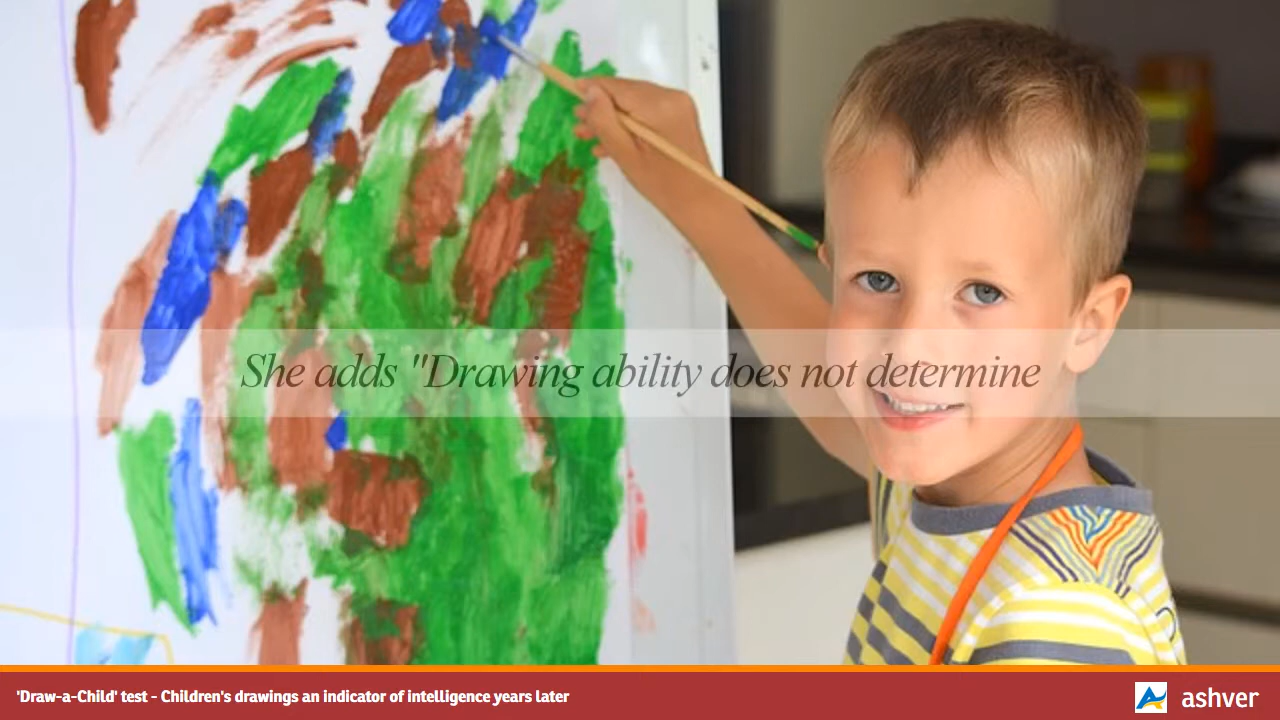 She adds "Drawing ability does not determine
'Draw-a-Child' test - Children's drawings an indicator of intelligence years later
ashver